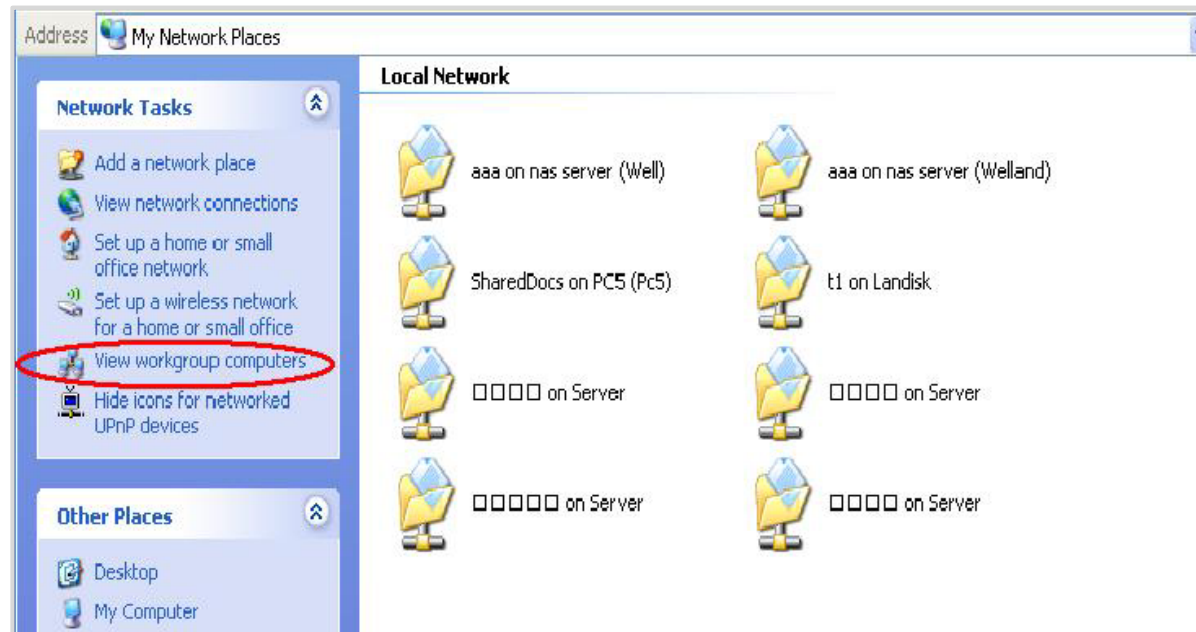 Address My Network Places
Network Tasks
Add a network place
View network connections
Set up a home or small
office network
Set up a wireless network
for a home or small office
View workgroup computers
Hide icons for networked
UPnP devices
Other Places
Desktop
My Computer
Local Network
aaa on nas server (Well)
aaa on nas server (Welland)
SharedDocs on PC5 (Pc5)
t1 on Landisk
□□□□ on Server
□□□□ on Server
□□□□□ on Server
□□□□ on Server